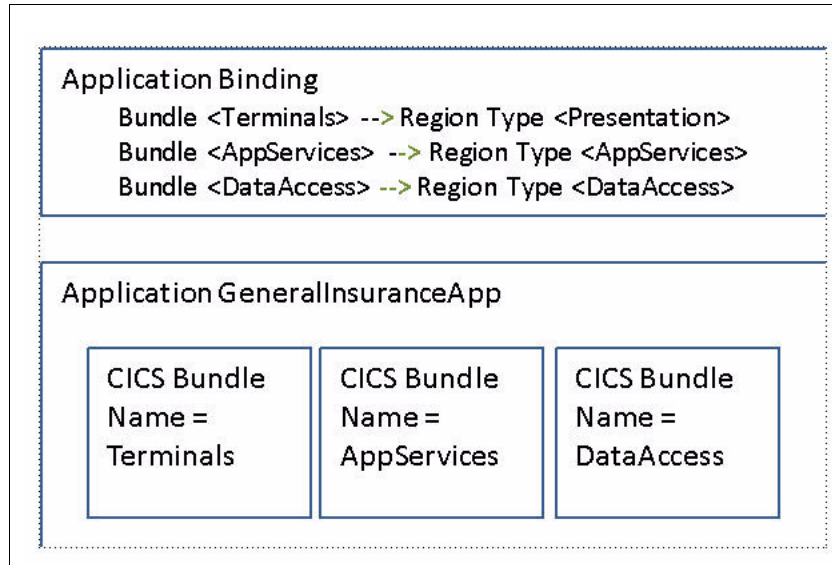 Application Binding
Bundle <Terminals> --> Region Type <Presentation>
Bundle <AppServices> --> Region Type <AppServices>
Bundle <DataAccess> --> Region Type <DataAccess>
Application GeneralInsuranceApp
CICS Bundle
Name =
Terminals
CICS Bundle
Name =
AppServices
CICS Bundle
Name =
DataAccess